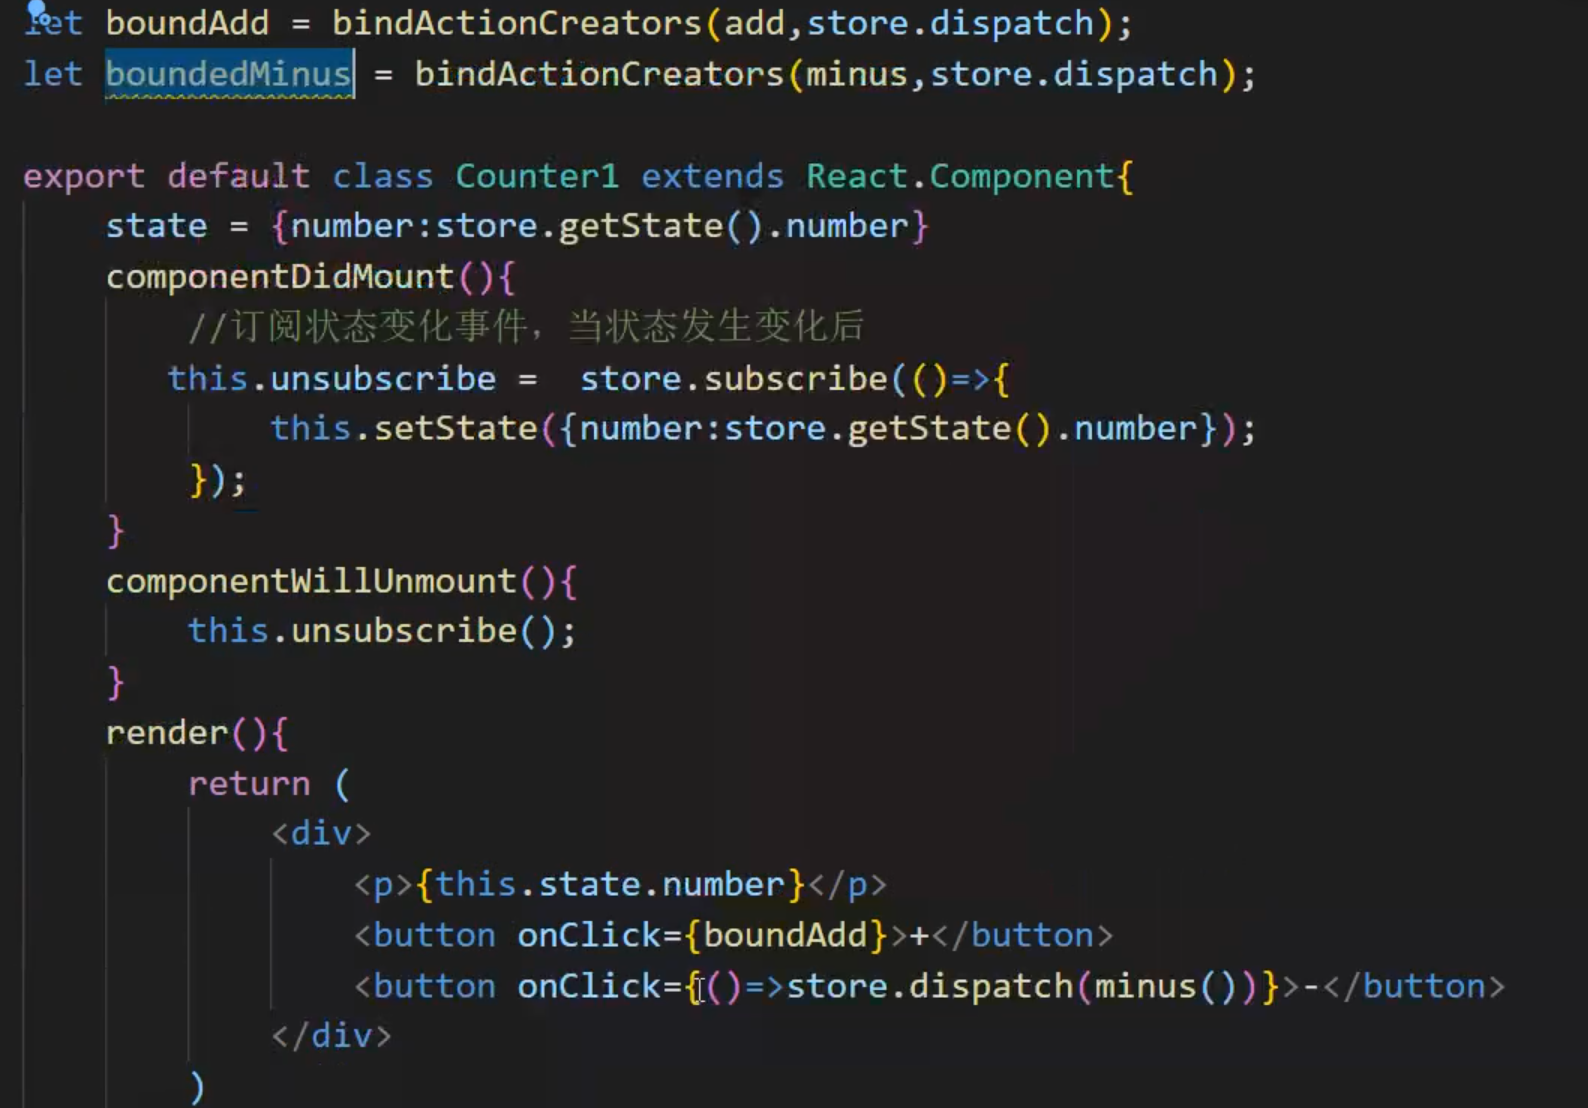 let boundAdd = bindActionCreators(add,store.dispatch);
let boundedMinus = bindActionCreators(minus,store.dispatch);
export default class Counter1 extends React.Component{
state = {number:store.getState().number}
componentDidMount(){
//订阅状态变化事件，当状态发生变化后
this.unsubscribe = store.subscribe(()=>{
this.setState({number:store.getState().number});
});
}
componentWillUnmount(){
this.unsubscribe();
}
render(){
return (
<div>
<p>{this.state.number}</p>
<button onClick={boundAdd}>+</button>
<button onClick={()=>store.dispatch(minus())}>-</button>
</div>
)